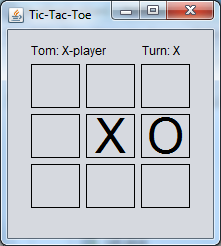 Tic-Tac-Toe
Tom: X-player Turn: X
X O